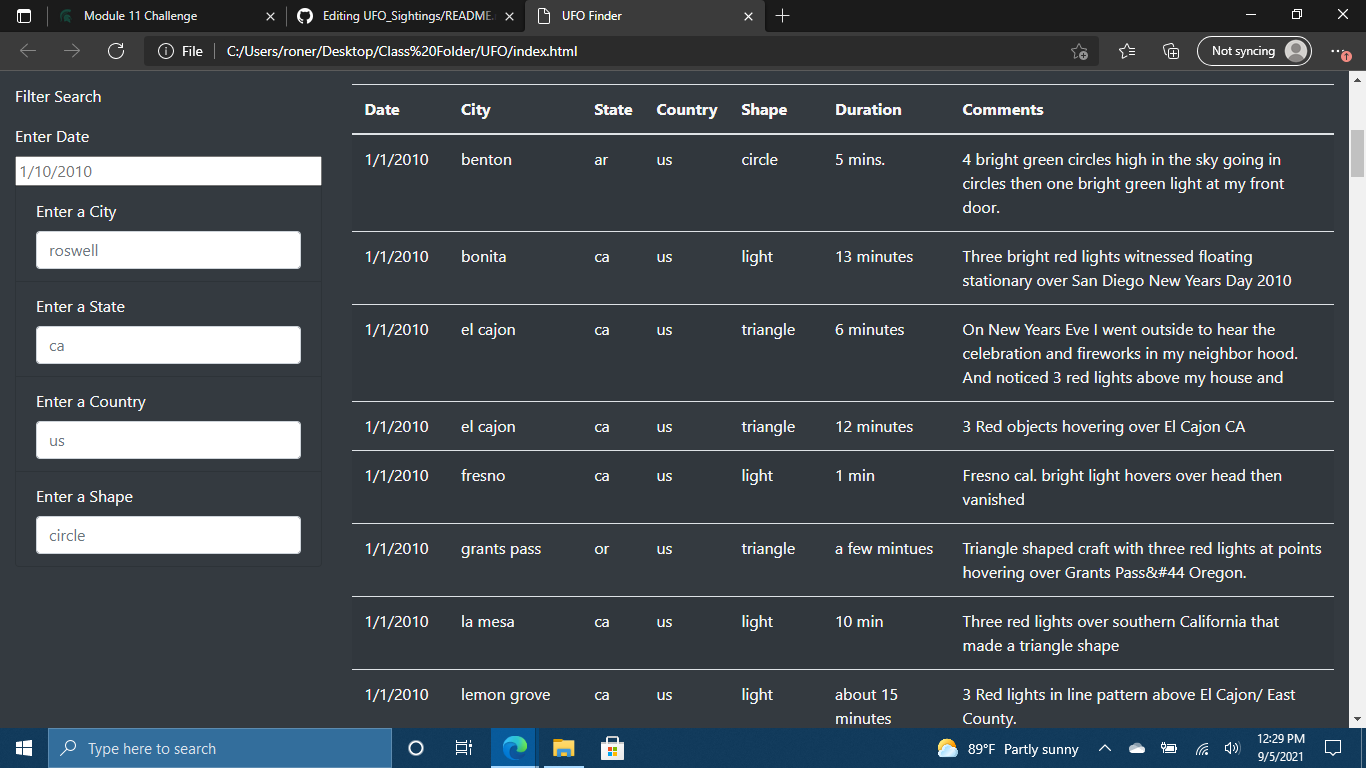 Module 11 Challenge
Editing UFO_Sightings/README.
UFO Finder
File
C:/Users/roner/Desktop/Class%20Folder/UFO/index.html
Not syncing
Filter Search
Enter Date
1/10/2010
Enter a City
roswell
Enter a State
ca
Enter a Country
us
Enter a Shape
circle
Date City State Country Shape Duration Comments
1/1/2010 benton ar us circle 5 mins. 4 bright green circles high in the sky going in
circles then one bright green light at my front
door.
1/1/2010 bonita ca us light 13 minutes Three bright red lights witnessed floating
stationary over San Diego New Years Day 2010
1/1/2010 el cajon ca us triangle 6 minutes On New Years Eve I went outside to hear the
celebration and fireworks in my neighbor hood.
And noticed 3 red lights above my house and
1/1/2010 el cajon ca us triangle 12 minutes 3 Red objects hovering over El Cajon CA
1/1/2010 fresno ca us light 1 min Fresno cal. bright light hovers over head then
vanished
1/1/2010 grants pass or us triangle a few mintues Triangle shaped craft with three red lights at points
hovering over Grants Pass&#44 Oregon.
1/1/2010 la mesa ca us light 10 min Three red lights over southern California that
made a triangle shape
1/1/2010 lemon grove ca us light about 15 3 Red lights in line pattern above El Cajon/ East
minutes County.
Type here to search
89°F Partly sunny
12:29 PM
9/5/2021